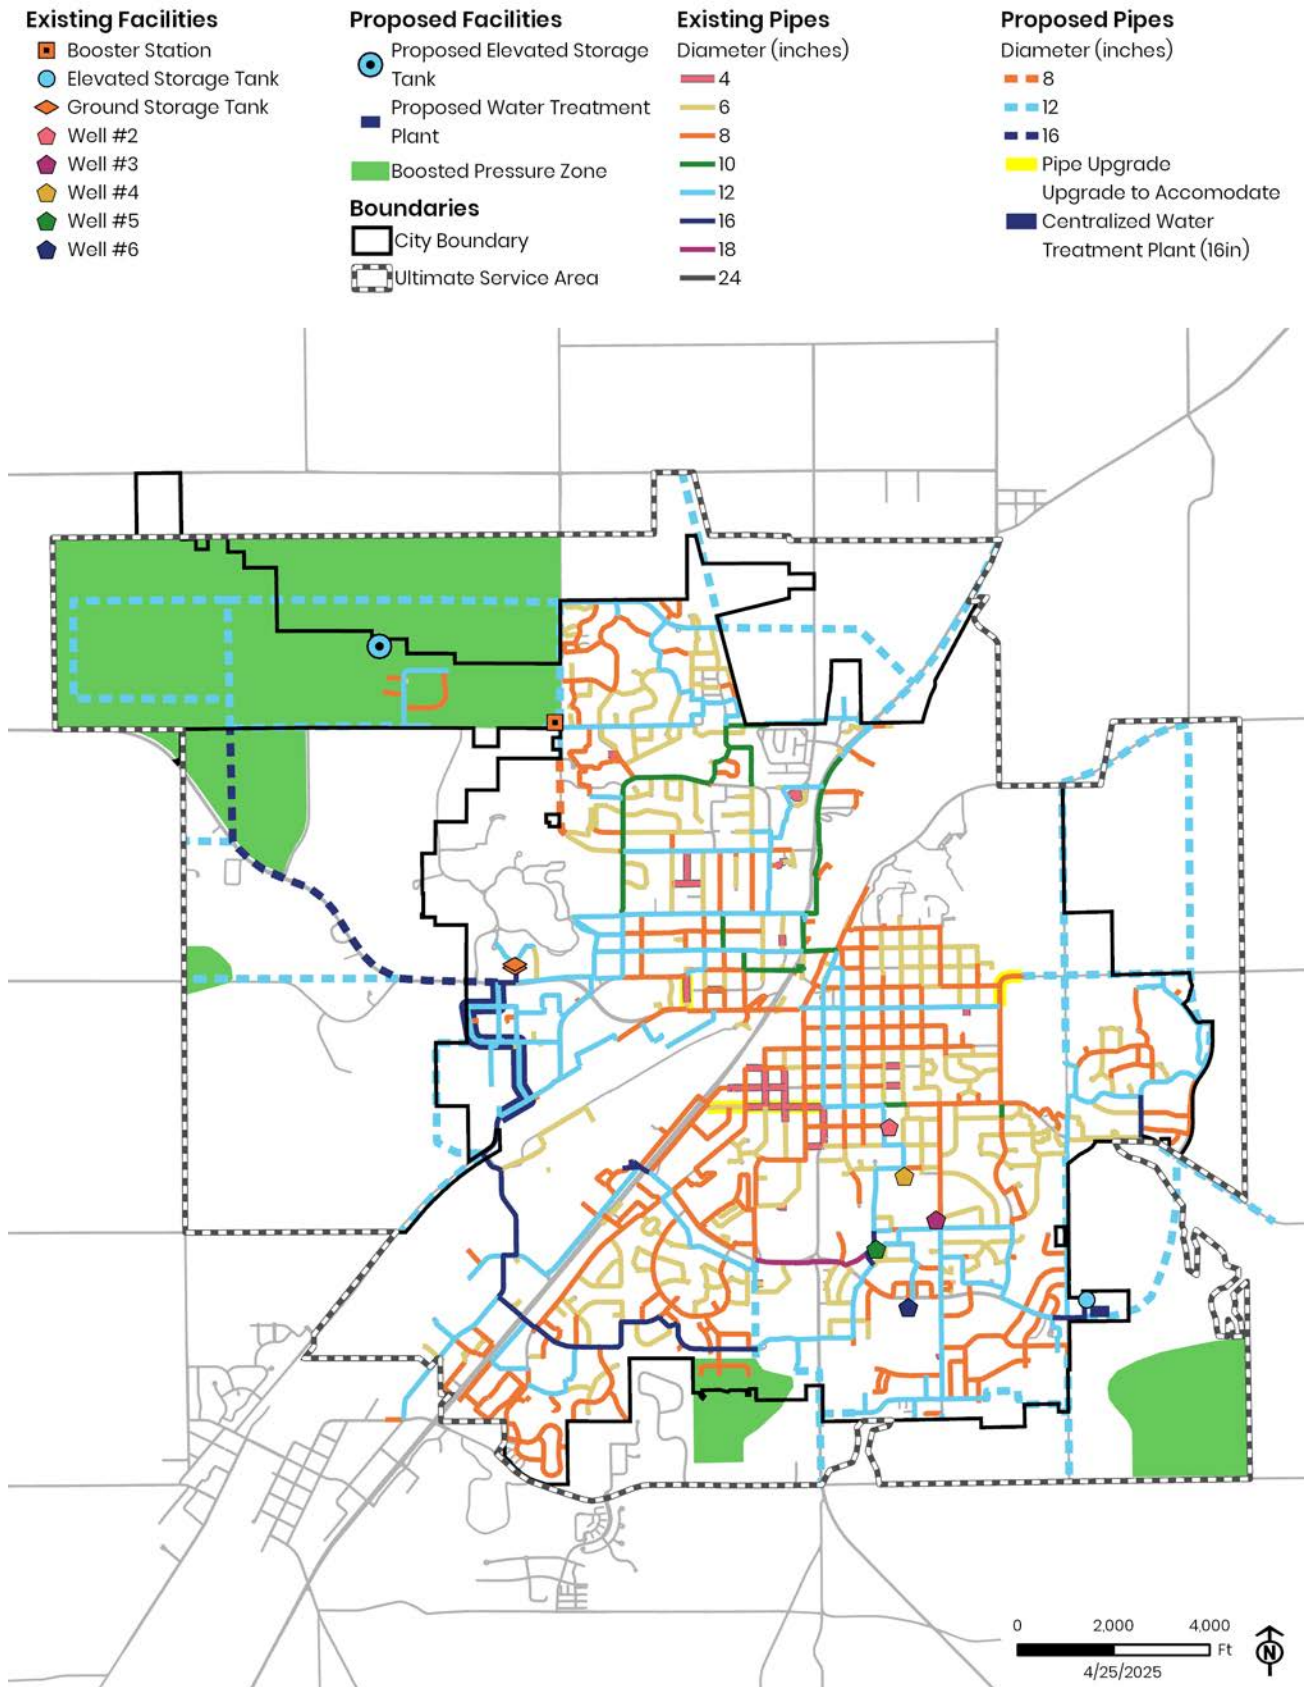 Existing Facilities
Booster Station
Elevated Storage Tank
Ground Storage Tank
Well #2
Well #3
Well #4
Well #5
Well #6
Proposed Facilities
Proposed Elevated Storage
Tank
Proposed Water Treatment
Plant
Boosted Pressure Zone
Boundaries
City Boundary
Ultimate Service Area
Existing Pipes
Diameter (inches)
4
6
8
10
12
16
18
24
Proposed Pipes
Diameter (inches)
8
12
16
Pipe Upgrade
Upgrade to Accomodate
Centralized Water
Treatment Plant (16in)
0 2,000 4,000
Ft
4/25/2025
N